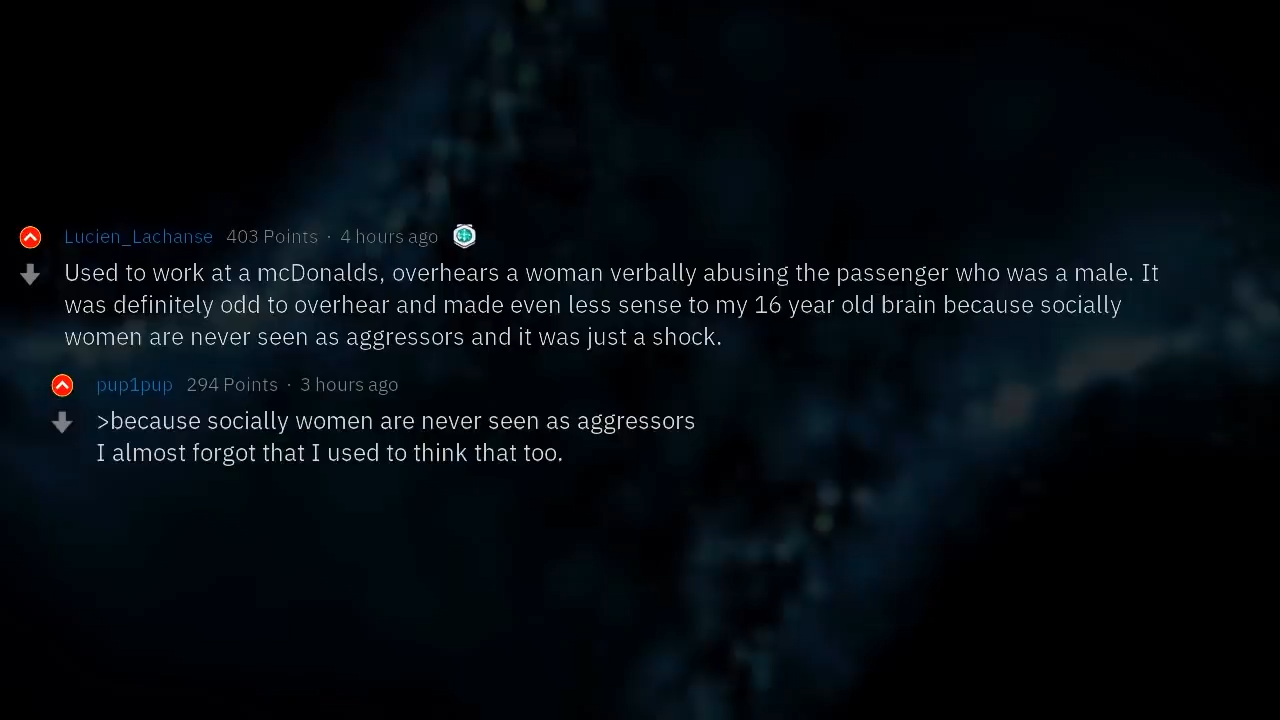 Lucien_Lachanse 403 Points · 4 hours ago
Used to work at a mcDonalds, overhears a woman verbally abusing the passenger who was a male. It
was definitely odd to overhear and made even less sense to my 16 year old brain because socially
women are never seen as aggressors and it was just a shock.
pup1pup 294 Points · 3 hours ago
>because socially women are never seen as aggressors
I almost forgot that I used to think that too.